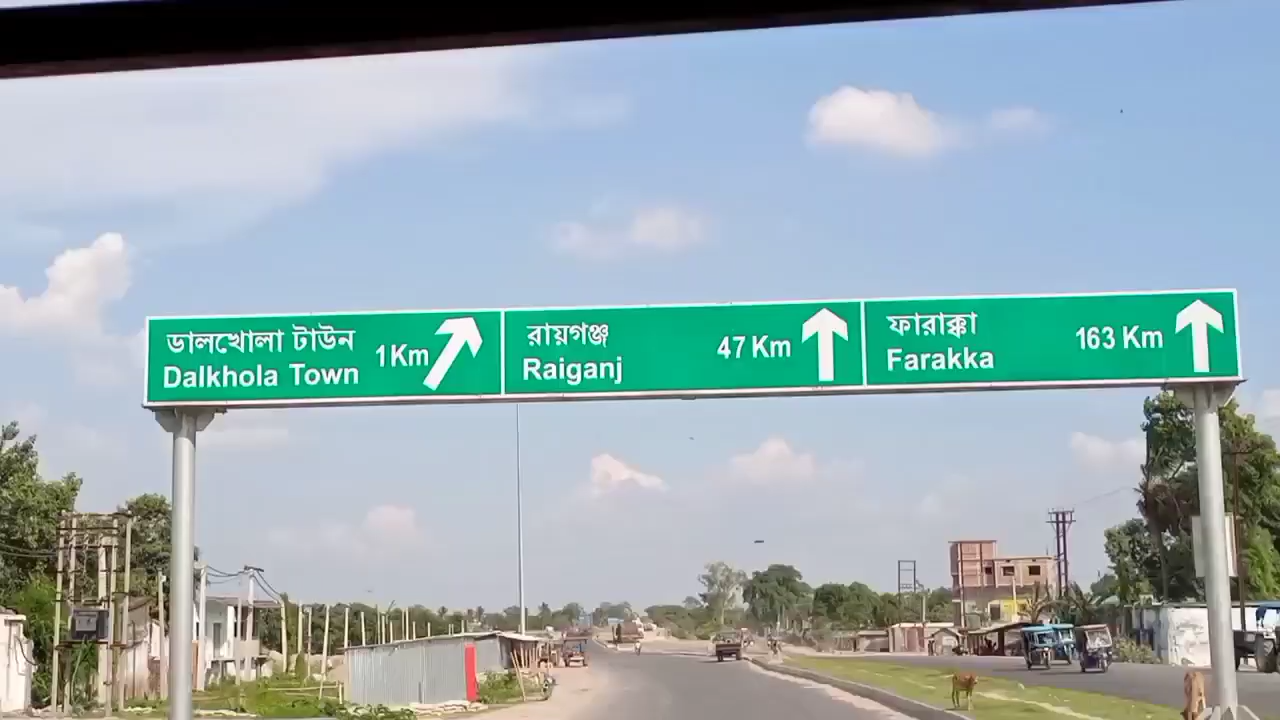 ডালখোলা টাউন
Dalkhola Town
1 Km
রায়গঞ্জ
Raiganj
47 Km
ফারাক্কা
Farakka
163 Km